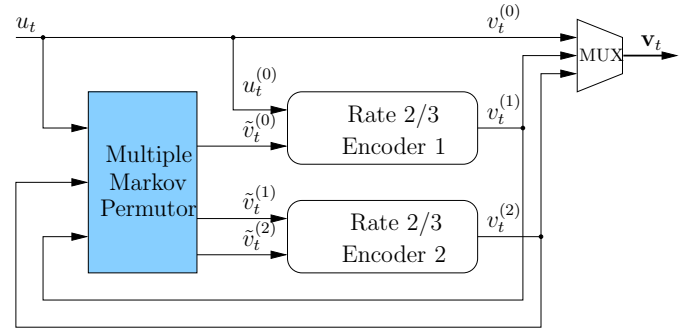 u_t
v_t^{(0)}
MUX
v_t
u_t^{(0)}
v_t^{(1)}
Rate 2/3
Encoder 1
ṽ_t^{(0)}
Multiple
Markov
Permutor
ṽ_t^{(1)}
ṽ_t^{(2)}
Rate 2/3
Encoder 2
v_t^{(2)}